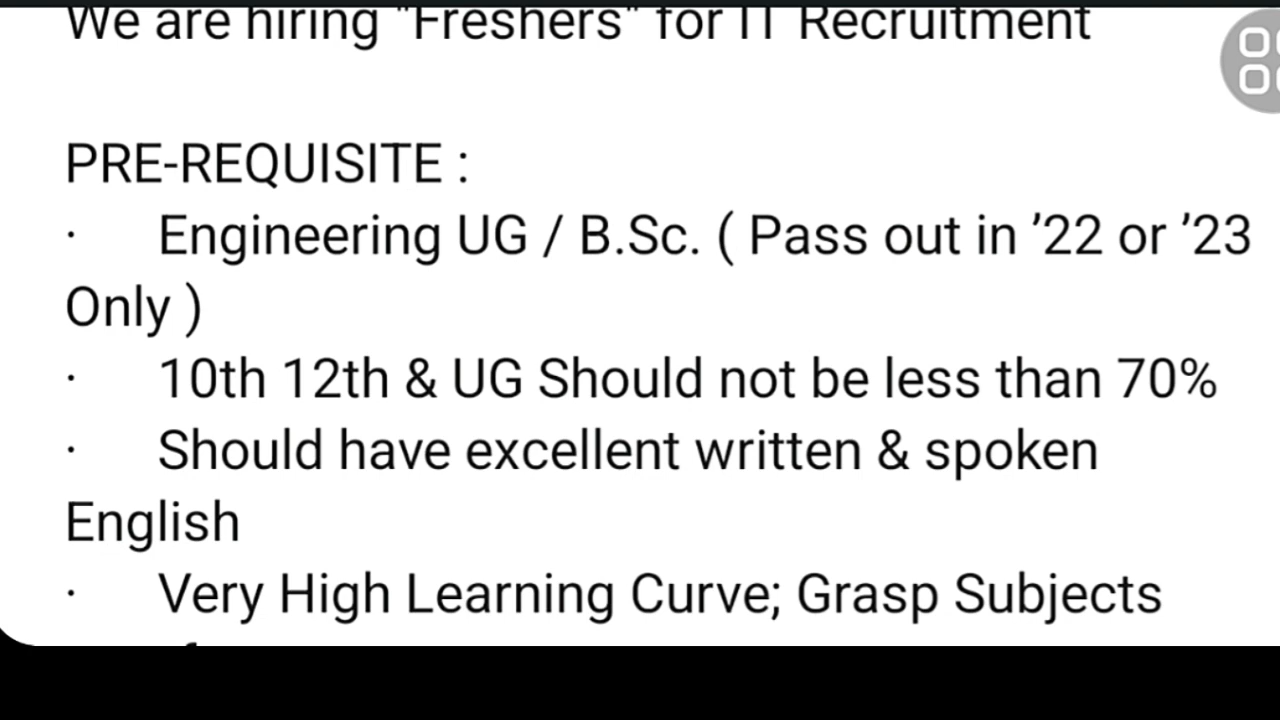 We are hiring "Freshers" for IT Recruitment
PRE-REQUISITE :
· Engineering UG / B.Sc. ( Pass out in ’22 or ’23
Only )
· 10th 12th & UG Should not be less than 70%
· Should have excellent written & spoken
English
· Very High Learning Curve; Grasp Subjects